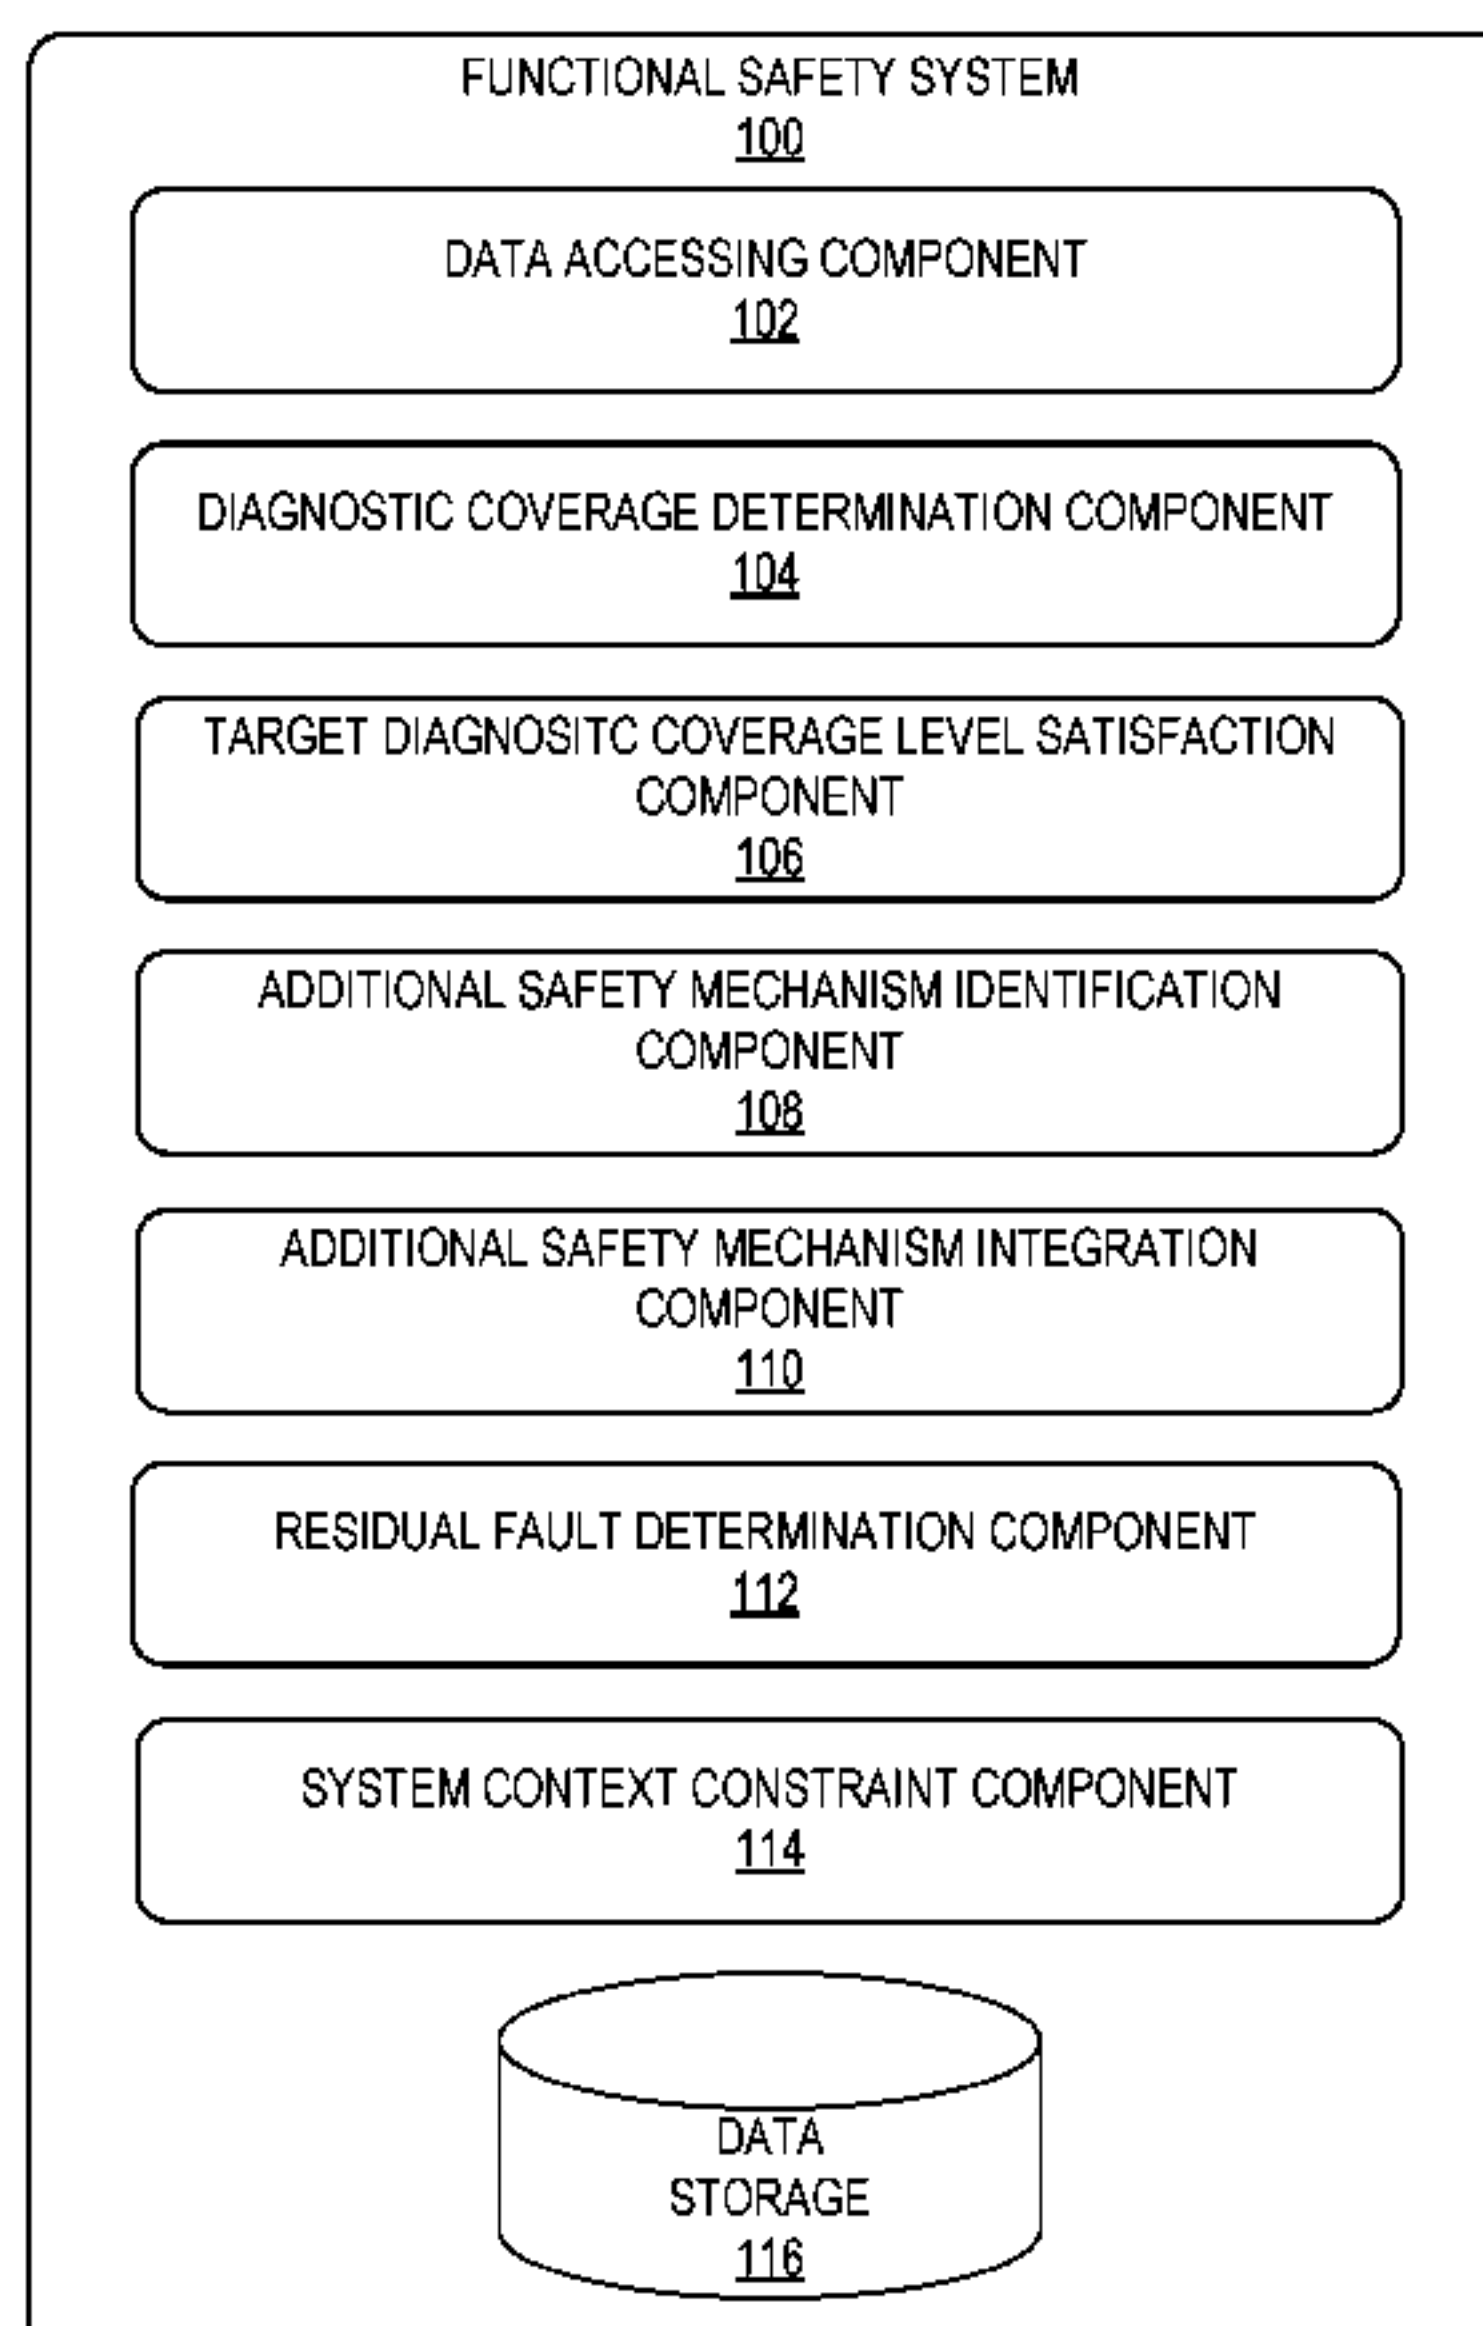 FUNCTIONAL SAFETY SYSTEM
100
DATA ACCESSING COMPONENT
102
DIAGNOSTIC COVERAGE DETERMINATION COMPONENT
104
TARGET DIAGNOSITC COVERAGE LEVEL SATISFACTION
COMPONENT
106
ADDITIONAL SAFETY MECHANISM IDENTIFICATION
COMPONENT
108
ADDITIONAL SAFETY MECHANISM INTEGRATION
COMPONENT
110
RESIDUAL FAULT DETERMINATION COMPONENT
112
SYSTEM CONTEXT CONSTRAINT COMPONENT
114
DATA
STORAGE
116